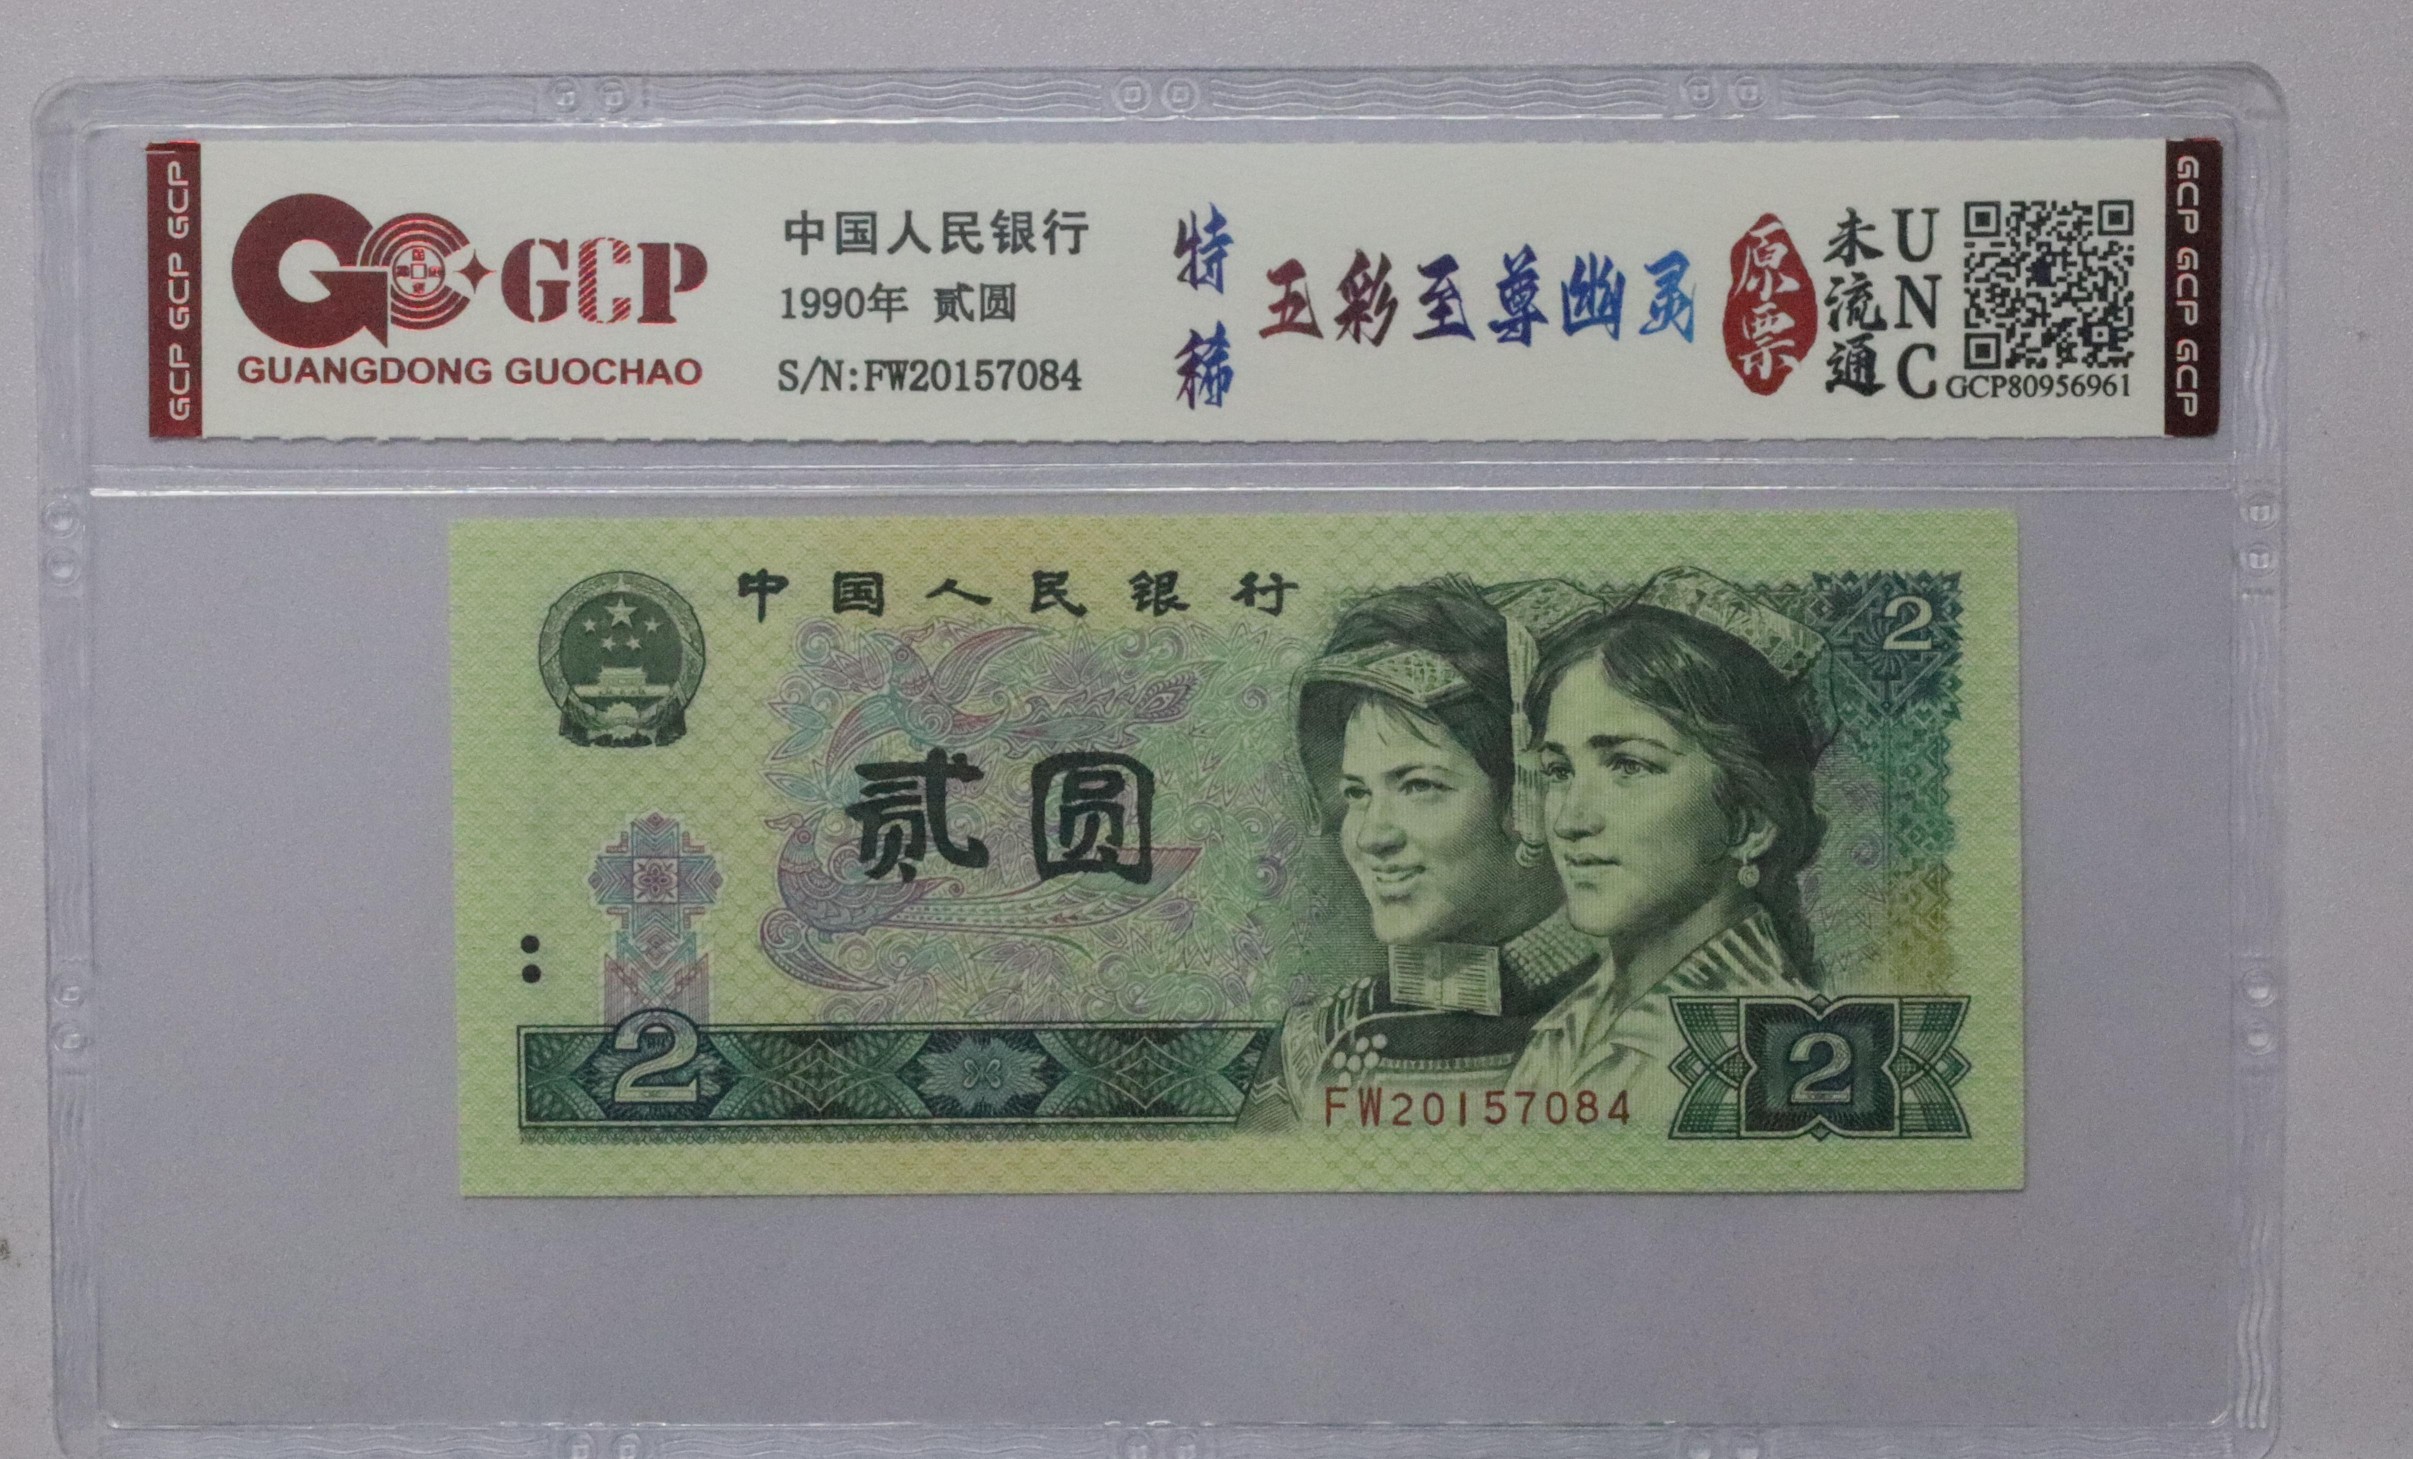 GCP GCP GCP
GCP
GUANGDONG GUOCHAO
中国人民银行
1990年 贰圆
S/N:FW20157084
特稀
五彩至尊幽灵
原票
未流通
UNC
GCP80956961
GCP GCP GCP
中国人民银行
2
贰圆
2
FW20157084
2